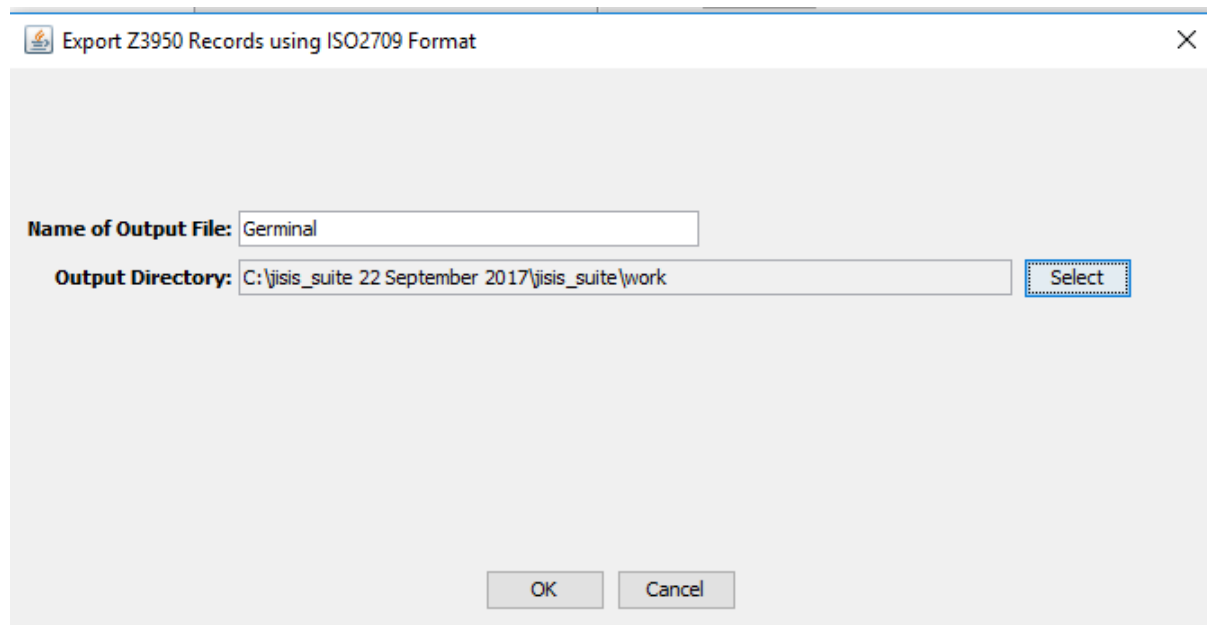 Export Z3950 Records using ISO2709 Format
Name of Output File: Germinal
Output Directory: C:\jisis_suite 22 September 2017\jisis_suite\work Select
OK Cancel